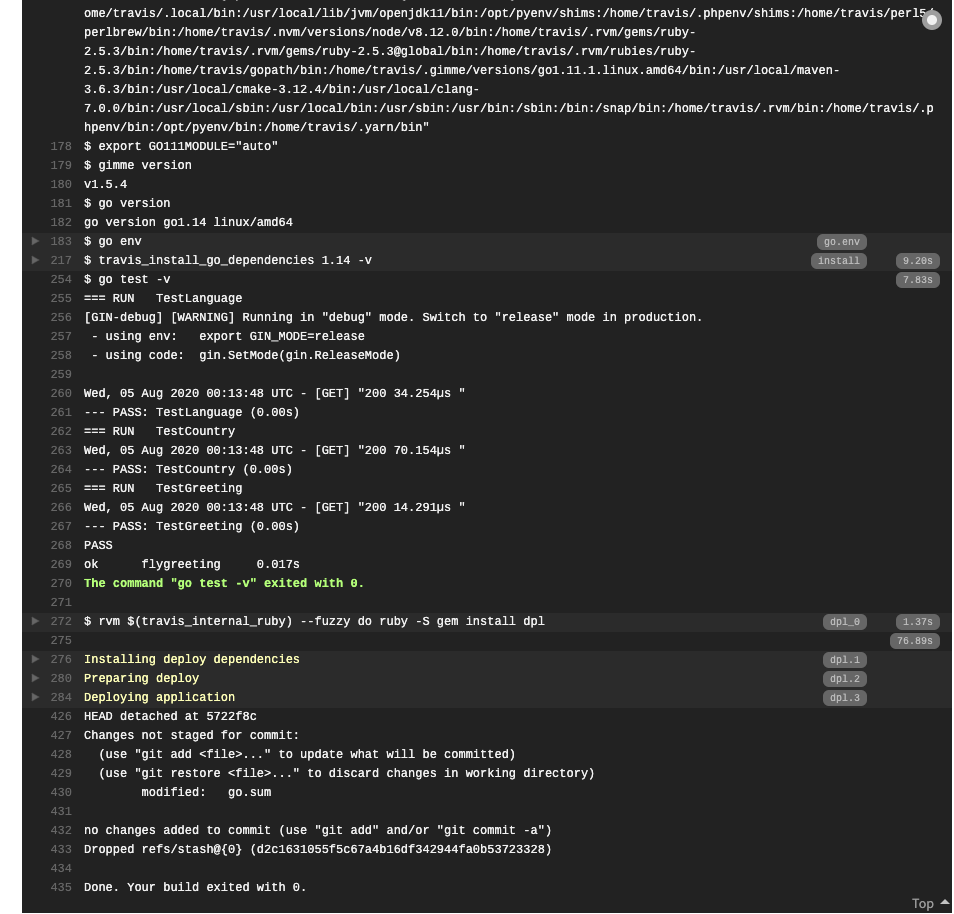 ome/travis/.local/bin:/usr/local/lib/jvm/openjdk11/bin:/opt/pyenv/shims:/home/travis/.phpenv/shims:/home/travis/perl5/
perlbrew/bin:/home/travis/.nvm/versions/node/v8.12.0/bin:/home/travis/.rvm/gems/ruby-
2.5.3/bin:/home/travis/.rvm/gems/ruby-2.5.3@global/bin:/home/travis/.rvm/rubies/ruby-
2.5.3/bin:/home/travis/gopath/bin:/home/travis/.gimme/versions/go1.11.1.linux.amd64/bin:/usr/local/maven-
3.6.3/bin:/usr/local/cmake-3.12.4/bin:/usr/local/clang-
7.0.0/bin:/usr/local/sbin:/usr/local/bin:/usr/sbin:/usr/bin:/sbin:/bin:/snap/bin:/home/travis/.rvm/bin:/home/travis/.p
hpenv/bin:/opt/pyenv/bin:/home/travis/.yarn/bin"
178 $ export GO111MODULE="auto"
179 $ gimme version
180 v1.5.4
181 $ go version
182 go version go1.14 linux/amd64
183 $ go env go.env
217 $ travis_install_go_dependencies 1.14 -v install 9.20s
254 $ go test -v 7.83s
255 === RUN   TestLanguage
256 [GIN-debug] [WARNING] Running in "debug" mode. Switch to "release" mode in production.
257  - using env:   export GIN_MODE=release
258  - using code:  gin.SetMode(gin.ReleaseMode)
259
260 Wed, 05 Aug 2020 00:13:48 UTC - [GET] "200 34.254µs "
261 --- PASS: TestLanguage (0.00s)
262 === RUN   TestCountry
263 Wed, 05 Aug 2020 00:13:48 UTC - [GET] "200 70.154µs "
264 --- PASS: TestCountry (0.00s)
265 === RUN   TestGreeting
266 Wed, 05 Aug 2020 00:13:48 UTC - [GET] "200 14.291µs "
267 --- PASS: TestGreeting (0.00s)
268 PASS
269 ok      flygreeting     0.017s
270 The command "go test -v" exited with 0.
271
272 $ rvm $(travis_internal_ruby) --fuzzy do ruby -S gem install dpl dpl_0 1.37s
275 76.89s
276 Installing deploy dependencies dpl.1
280 Preparing deploy dpl.2
284 Deploying application dpl.3
426 HEAD detached at 5722f8c
427 Changes not staged for commit:
428   (use "git add <file>..." to update what will be committed)
429   (use "git restore <file>..." to discard changes in working directory)
430         modified:   go.sum
431
432 no changes added to commit (use "git add" and/or "git commit -a")
433 Dropped refs/stash@{0} (d2c1631055f5c67a4b16df342944fa0b53723328)
434
435 Done. Your build exited with 0.
Top